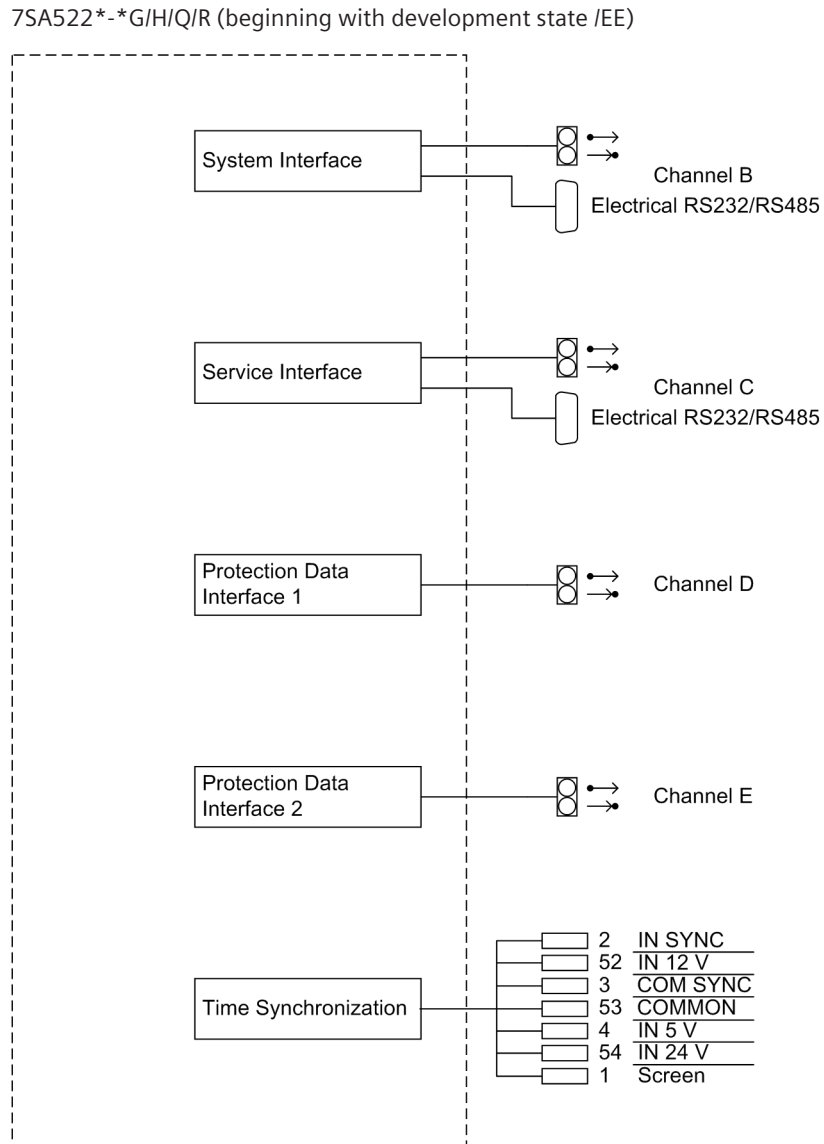 7SA522*-*G/H/Q/R (beginning with development state /EE)
System Interface
Channel B
Electrical RS232/RS485
Service Interface
Channel C
Electrical RS232/RS485
Protection Data
Interface 1
Channel D
Protection Data
Interface 2
Channel E
Time Synchronization
2 IN SYNC
52 IN 12 V
3 COM SYNC
53 COMMON
4 IN 5 V
54 IN 24 V
1 Screen